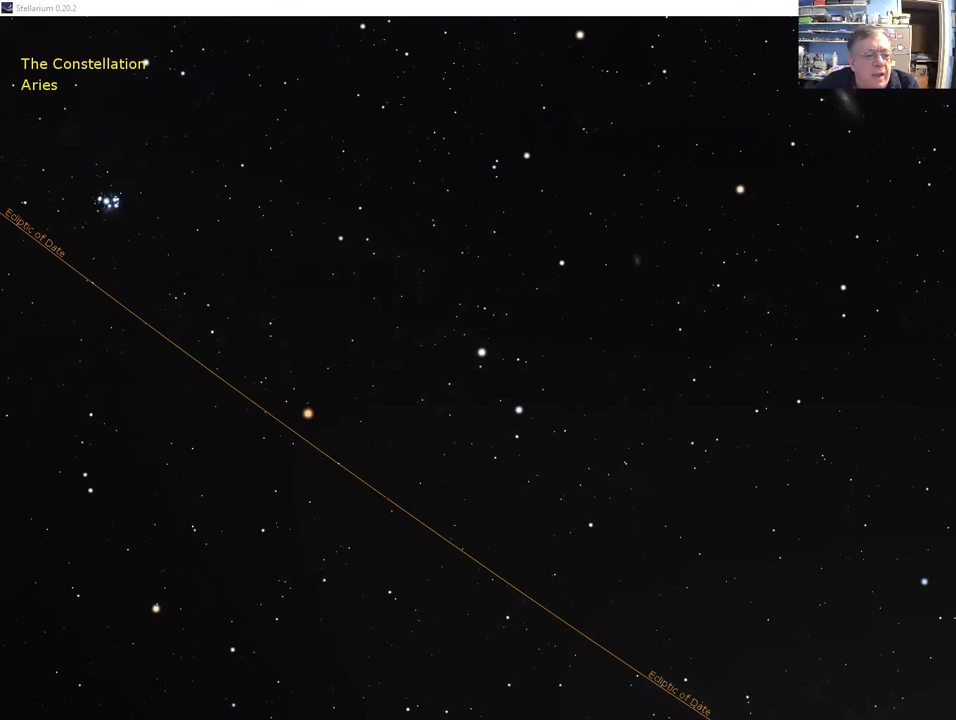 Stellarium 0.20.2
The Constellation
Aries
Ecliptic of Date
Ecliptic of Date